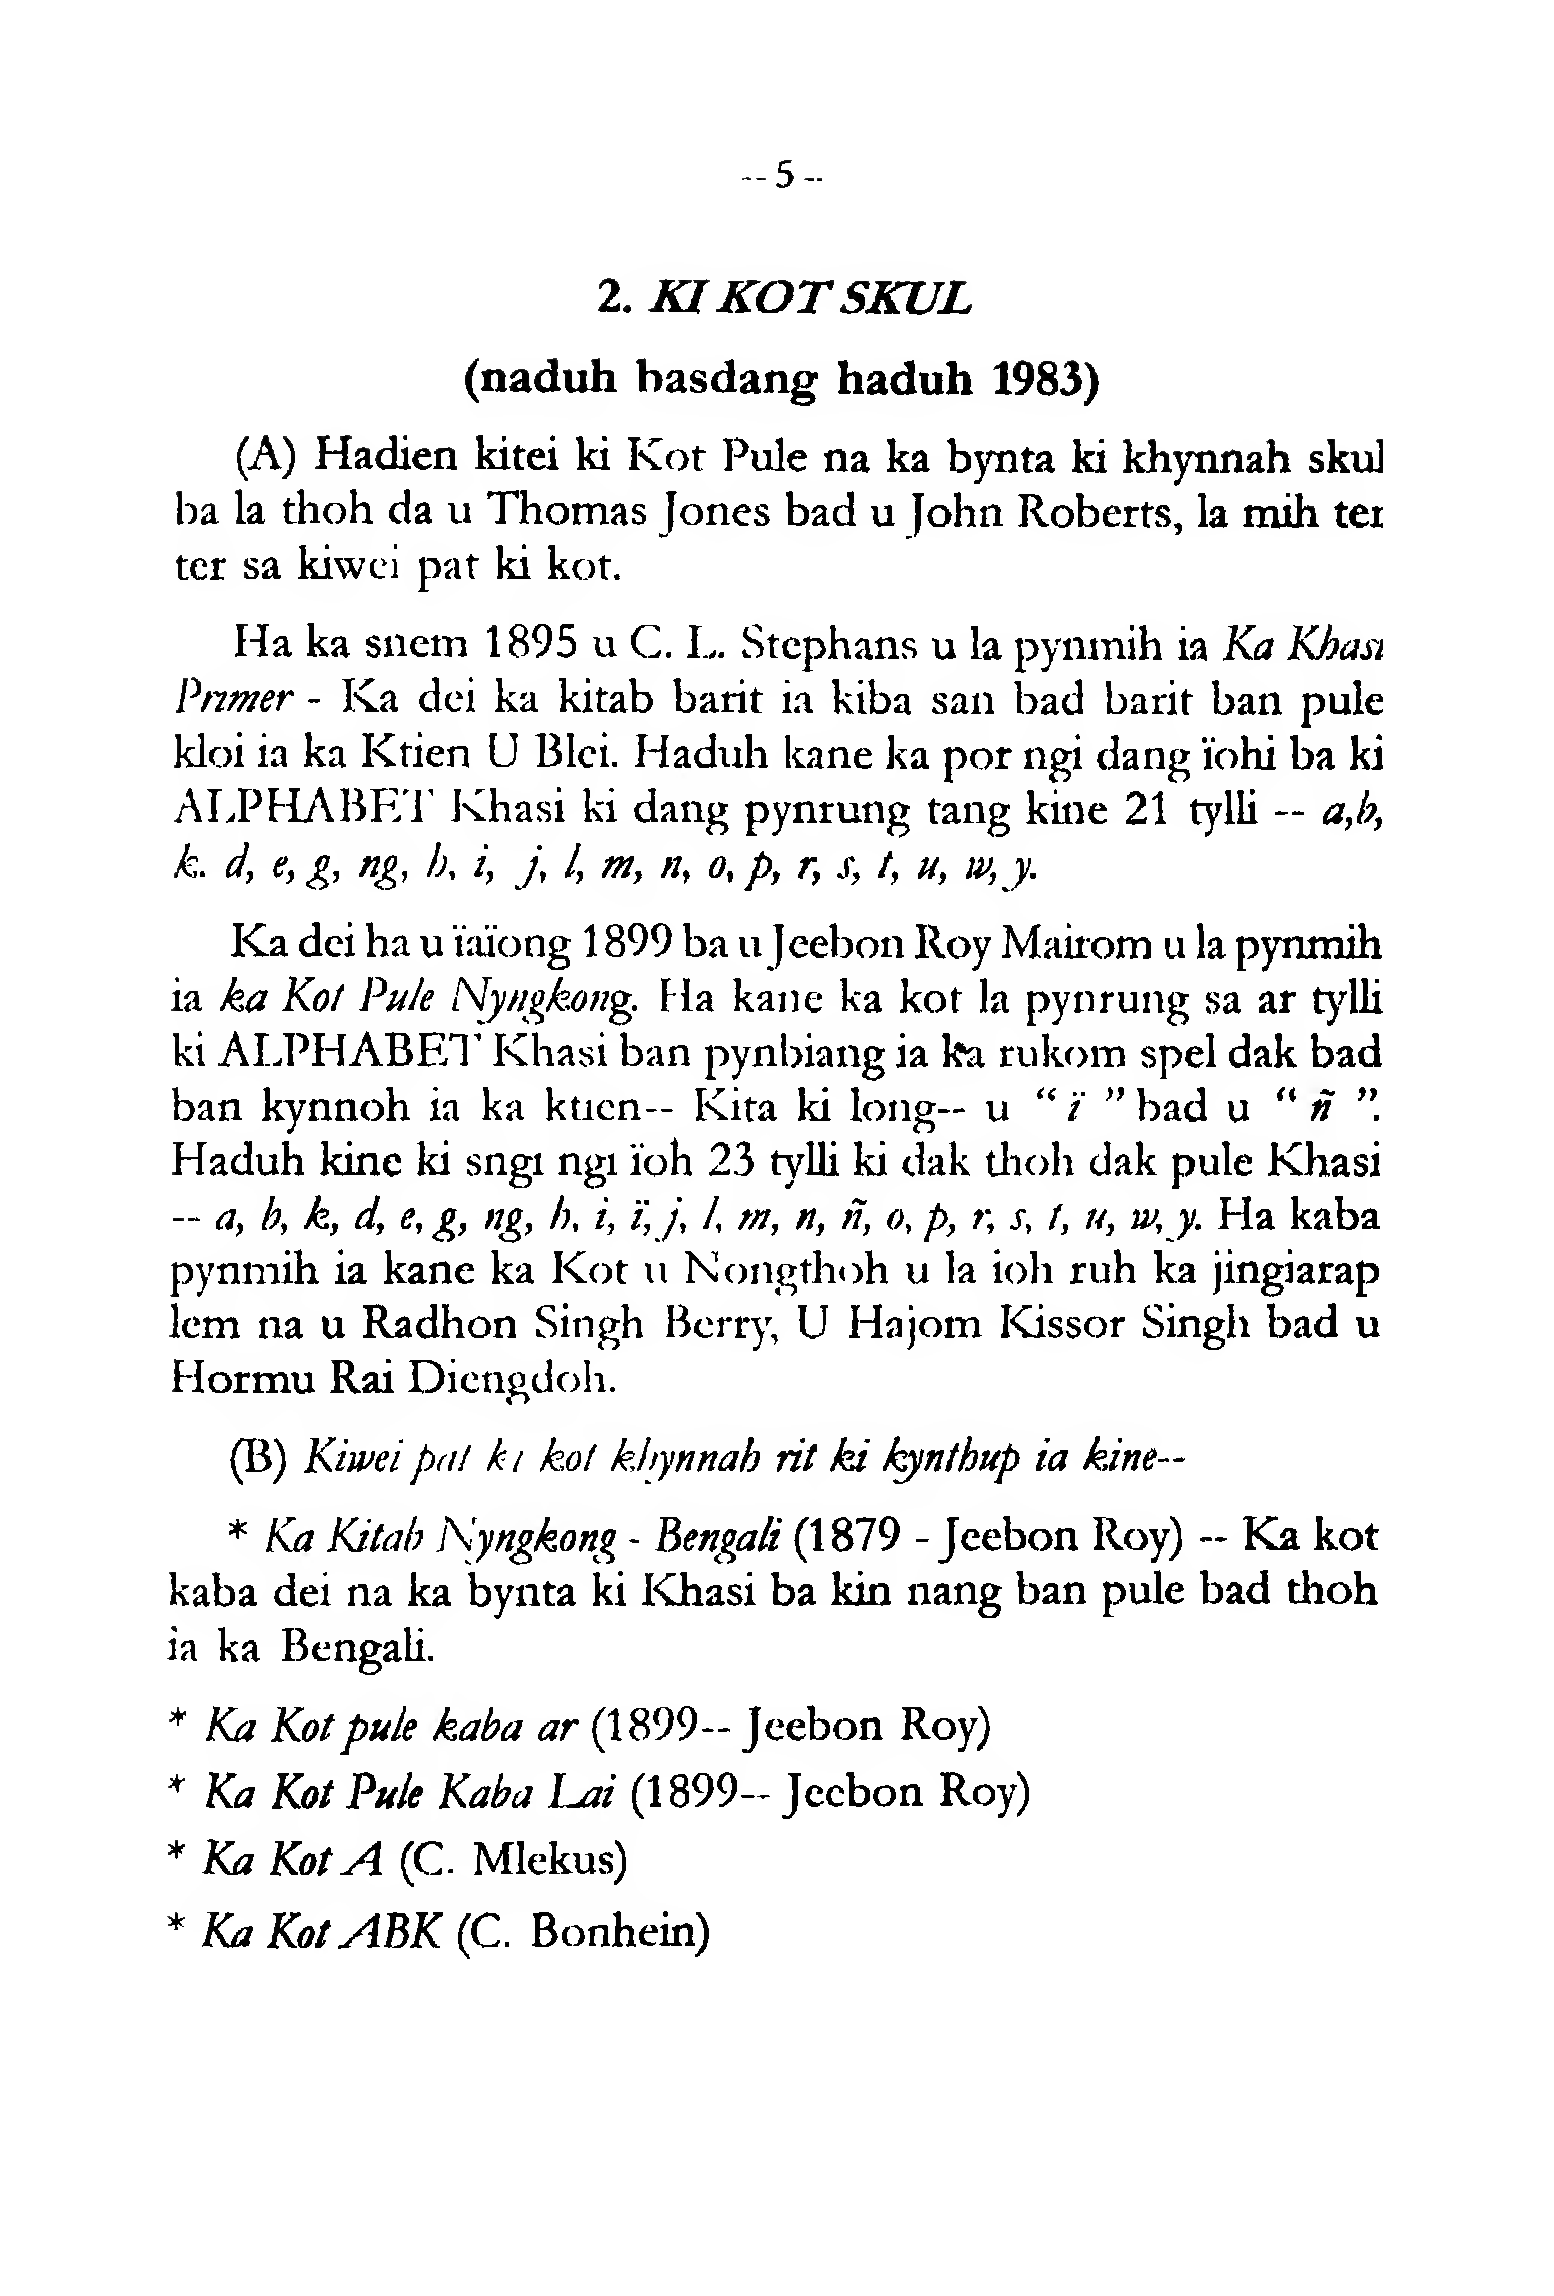 -- 5 --
2. KI KOT SKUL
(naduh basdang haduh 1983)
(A) Hadien kitei ki Kot Pule na ka bynta ki khynnah skul
ba la thoh da u Thomas Jones bad u John Roberts, la mih ter
ter sa kiwei pat ki kot.
Ha ka snem 1895 u C. L. Stephans u la pynmih ia Ka Khasi
Primer - Ka dei ka kitab barit ia kiba san bad barit ban pule
kloi ia ka Ktien U Blei. Haduh kane ka por ngi dang ïohi ba ki
ALPHABET Khasi ki dang pynrung tang kine 21 tylli -- a,b,
k. d, e, g, ng, h, i, j, l, m, n, o, p, r, s, t, u, w, y.
Ka dei ha u ïaïong 1899 ba u Jeebon Roy Mairom u la pynmih
ia ka Kot Pule Nyngkong. Ha kane ka kot la pynrung sa ar tylli
ki ALPHABET Khasi ban pynbiang ia ka rukom spel dak bad
ban kynnoh ia ka ktien-- Kita ki long-- u “ ï ” bad u “ ñ ”.
Haduh kine ki sngi ngi ïoh 23 tylli ki dak thoh dak pule Khasi
-- a, b, k, d, e, g, ng, h, i, ï, j, l, m, n, ñ, o, p, r, s, t, u, w, y. Ha kaba
pynmih ia kane ka Kot u Nongthoh u la ioh ruh ka jingiarap
lem na u Radhon Singh Berry, U Hajom Kissor Singh bad u
Hormu Rai Diengdoh.
(B) Kiwei pat ki kot khynnah rit ki kynthup ia kine--
* Ka Kitab Nyngkong - Bengali (1879 - Jeebon Roy) -- Ka kot
kaba dei na ka bynta ki Khasi ba kin nang ban pule bad thoh
ia ka Bengali.
* Ka Kot pule kaba ar (1899-- Jeebon Roy)
* Ka Kot Pule Kaba Lai (1899-- Jeebon Roy)
* Ka Kot A (C. Mlekus)
* Ka Kot ABK (C. Bonhein)